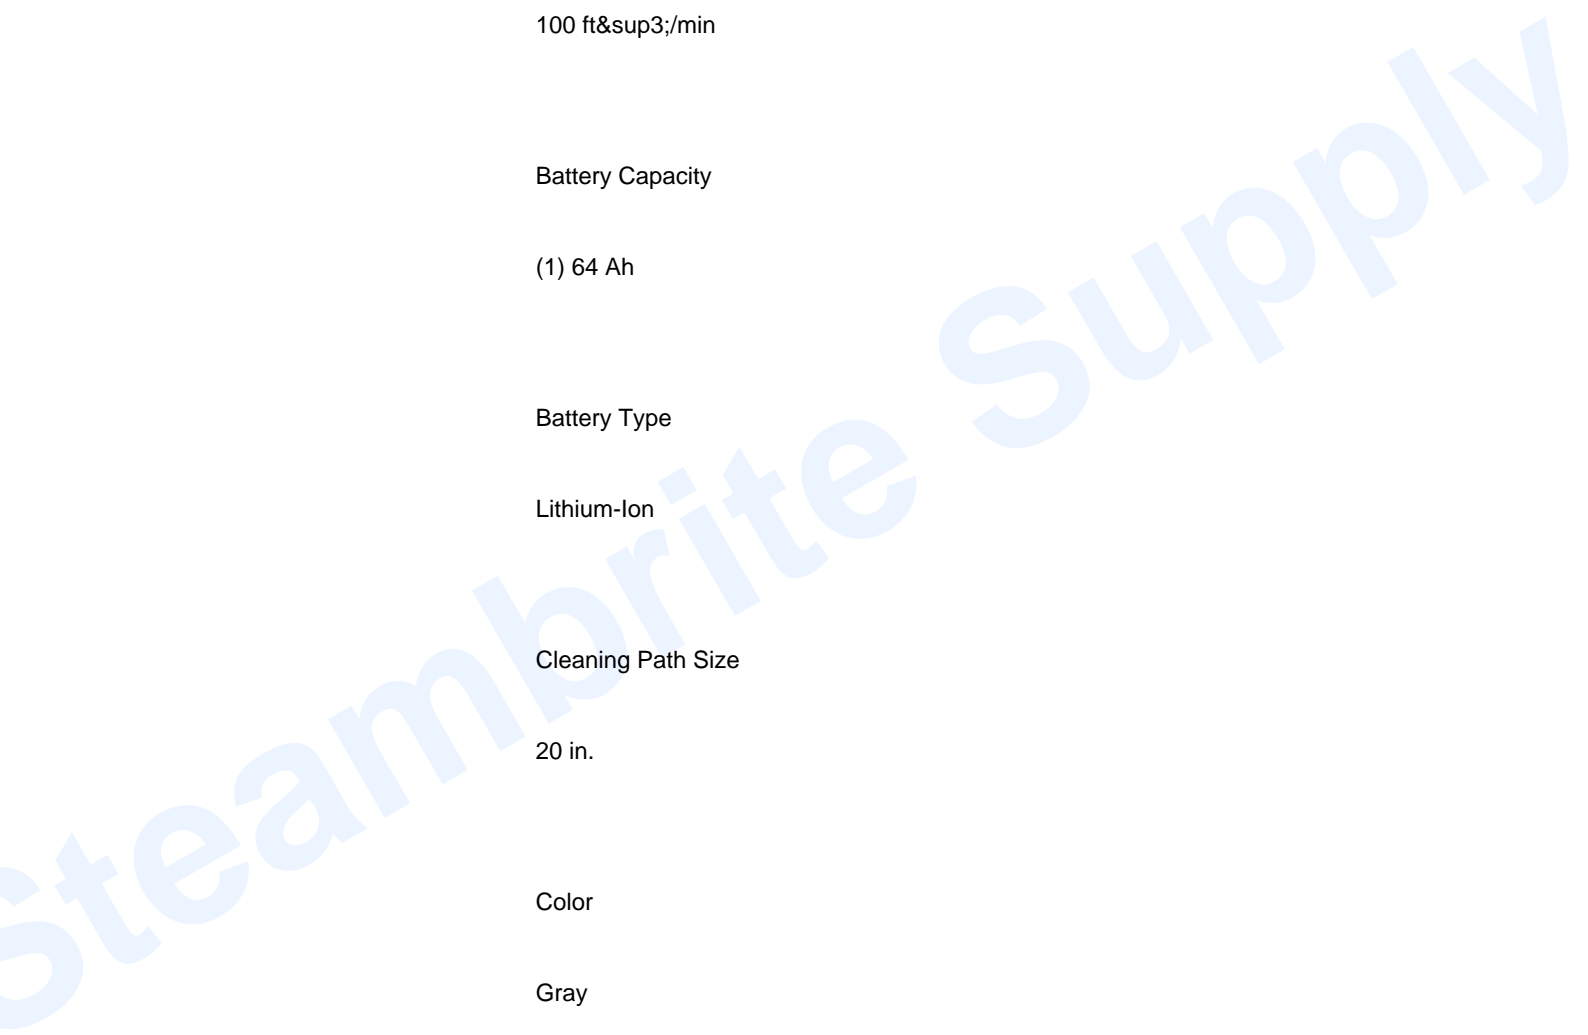 100 ft&sup3;/min
Battery Capacity
(1) 64 Ah
Battery Type
Lithium-Ion
Cleaning Path Size
20 in.
Color
Gray
Steambrite Supply